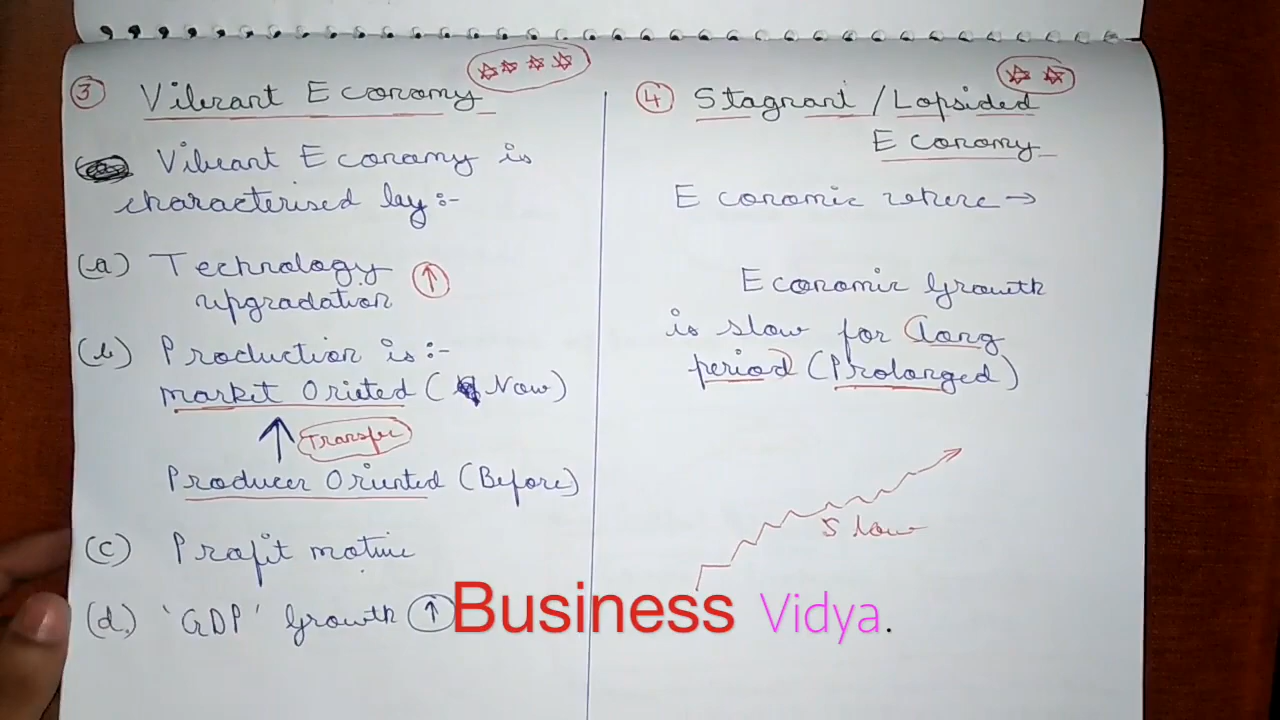 ③ Vibrant Economy
Vibrant Economy is
characterised by :-
(a) Technology ↑
upgradation
(b) Production is :-
market Orieted ( Now)
↑ Transfer
Producer Oriented (Before)
(c) Profit motive
(d) 'GDP' Growth ↑
④ Stagnant / Lopsided
Economy
Economic where →
Economic Growth
is slow for long
period (Prolonged)
Slow
Business Vidya.